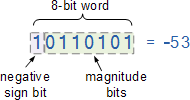 8-bit word
10110101 = -53
negative
sign bit
magnitude
bits